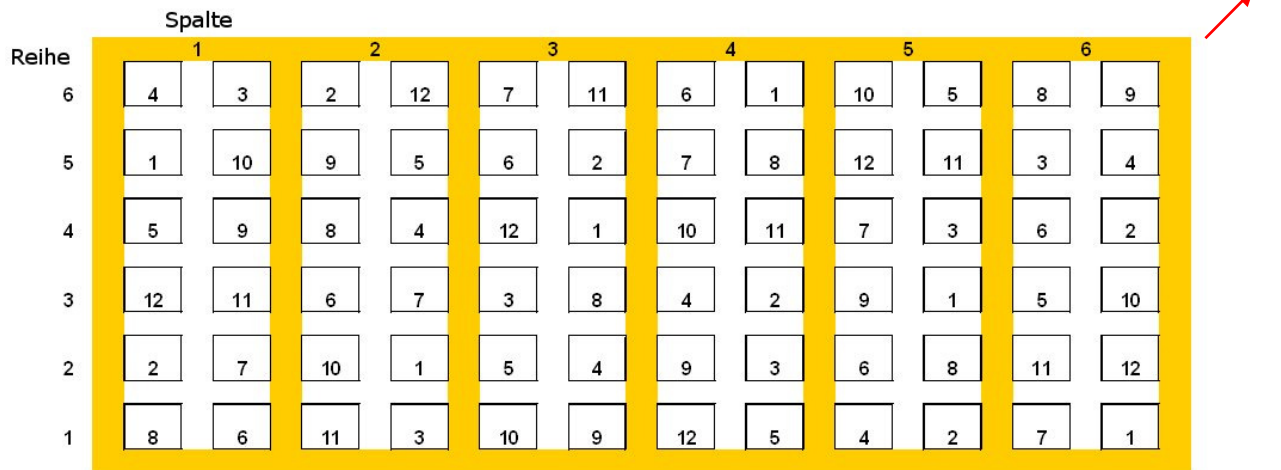 Spalte
Reihe 1 2 3 4 5 6
6 4 3 2 12 7 11 6 1 10 5 8 9
5 1 10 9 5 6 2 7 8 12 11 3 4
4 5 9 8 4 12 1 10 11 7 3 6 2
3 12 11 6 7 3 8 4 2 9 1 5 10
2 2 7 10 1 5 4 9 3 6 8 11 12
1 8 6 11 3 10 9 12 5 4 2 7 1